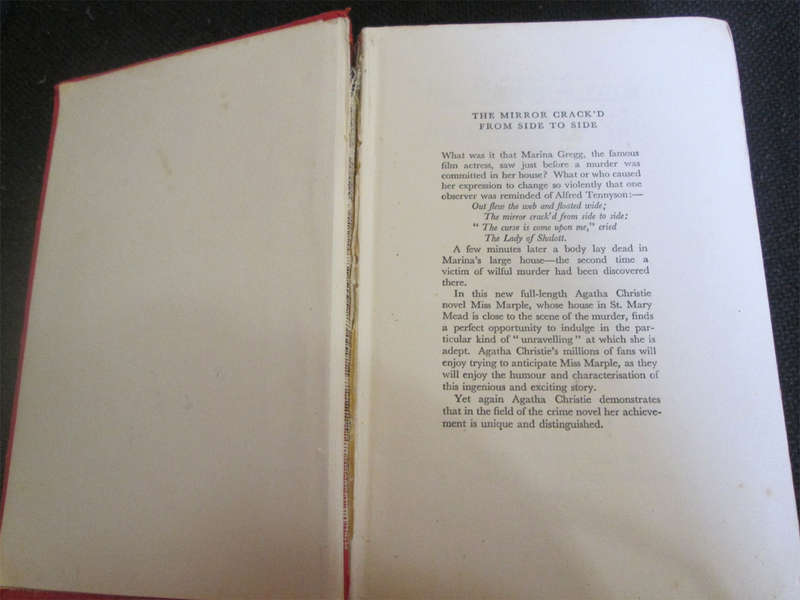 THE MIRROR CRACK'D
FROM SIDE TO SIDE
What was it that Marina Gregg, the famous
film actress, saw just before a murder was
committed in her house? What or who caused
her expression to change so violently that one
observer was reminded of Alfred Tennyson:—
Out flew the web and floated wide;
The mirror crack'd from side to side:
" The curse is come upon me," cried
The Lady of Shalott.
A few minutes later a body lay dead in
Marina's large house—the second time a
victim of wilful murder had been discovered
there.
In this new full-length Agatha Christie
novel Miss Marple, whose house in St. Mary
Mead is close to the scene of the murder, finds
a perfect opportunity to indulge in the par-
ticular kind of " unravelling " at which she is
adept. Agatha Christie's millions of fans will
enjoy trying to anticipate Miss Marple, as they
will enjoy the humour and characterisation of
this ingenious and exciting story.
Yet again Agatha Christie demonstrates
that in the field of the crime novel her achieve-
ment is unique and distinguished.